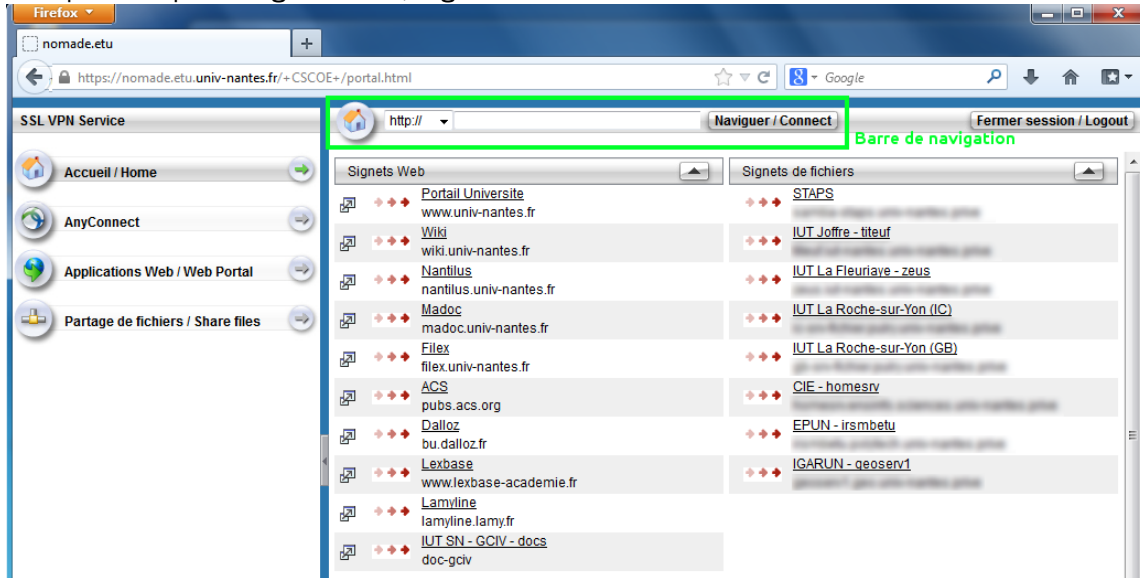 Firefox
nomade.etu
https://nomade.etu.univ-nantes.fr/+CSCOE+/portal.html
Google
SSL VPN Service
http://
Naviguer / Connect
Fermer session / Logout
Barre de navigation
Accueil / Home
AnyConnect
Applications Web / Web Portal
Partage de fichiers / Share files
Signets Web
Portail Universite
www.univ-nantes.fr
Wiki
wiki.univ-nantes.fr
Nantilus
nantilus.univ-nantes.fr
Madoc
madoc.univ-nantes.fr
Filex
filex.univ-nantes.fr
ACS
pubs.acs.org
Dalloz
bu.dalloz.fr
Lexbase
www.lexbase-academie.fr
Lamyline
lamyline.lamy.fr
IUT SN - GCIV - docs
doc-gciv
Signets de fichiers
STAPS
IUT Joffre - titeuf
IUT La Fleuriaye - zeus
IUT La Roche-sur-Yon (IC)
IUT La Roche-sur-Yon (GB)
CIE - homesrv
EPUN - irsmbetu
IGARUN - geoserv1